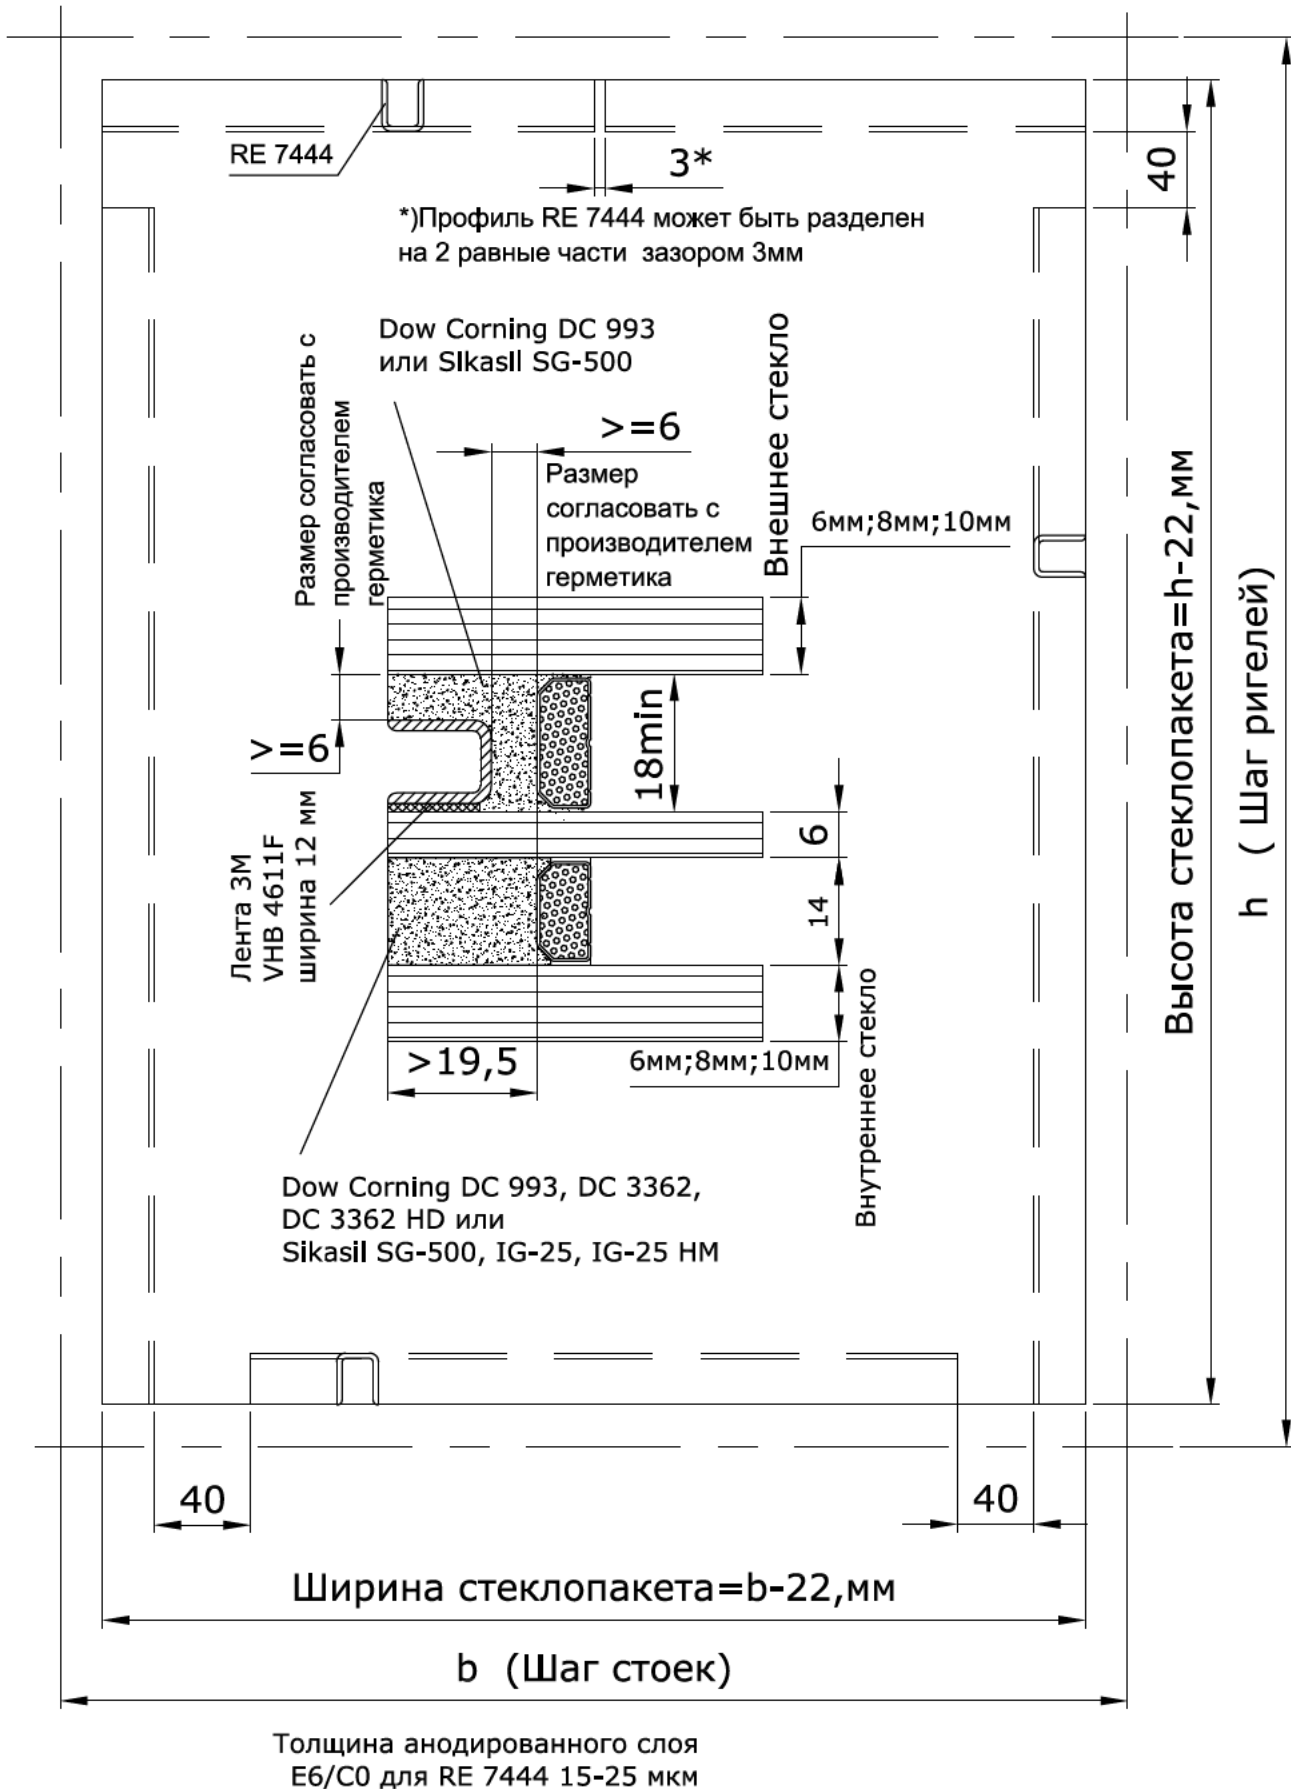 RE 7444
3*
40
*)Профиль RE 7444 может быть разделен
на 2 равные части зазором 3мм
Dow Corning DC 993
или Sikasil SG-500
Размер согласовать с
производителем
герметика
>=6
Размер
согласовать с
производителем
герметика
Внешнее стекло
6мм;8мм;10мм
>=6
18min
6
14
Лента 3М
VHB 4611F
ширина 12 мм
>19,5
6мм;8мм;10мм
Внутреннее стекло
Dow Corning DC 993, DC 3362,
DC 3362 HD или
Sikasil SG-500, IG-25, IG-25 HM
Высота стеклопакета=h-22,мм
h ( Шаг ригелей)
40
40
Ширина стеклопакета=b-22,мм
b (Шаг стоек)
Толщина анодированного слоя
Е6/С0 для RE 7444 15-25 мкм